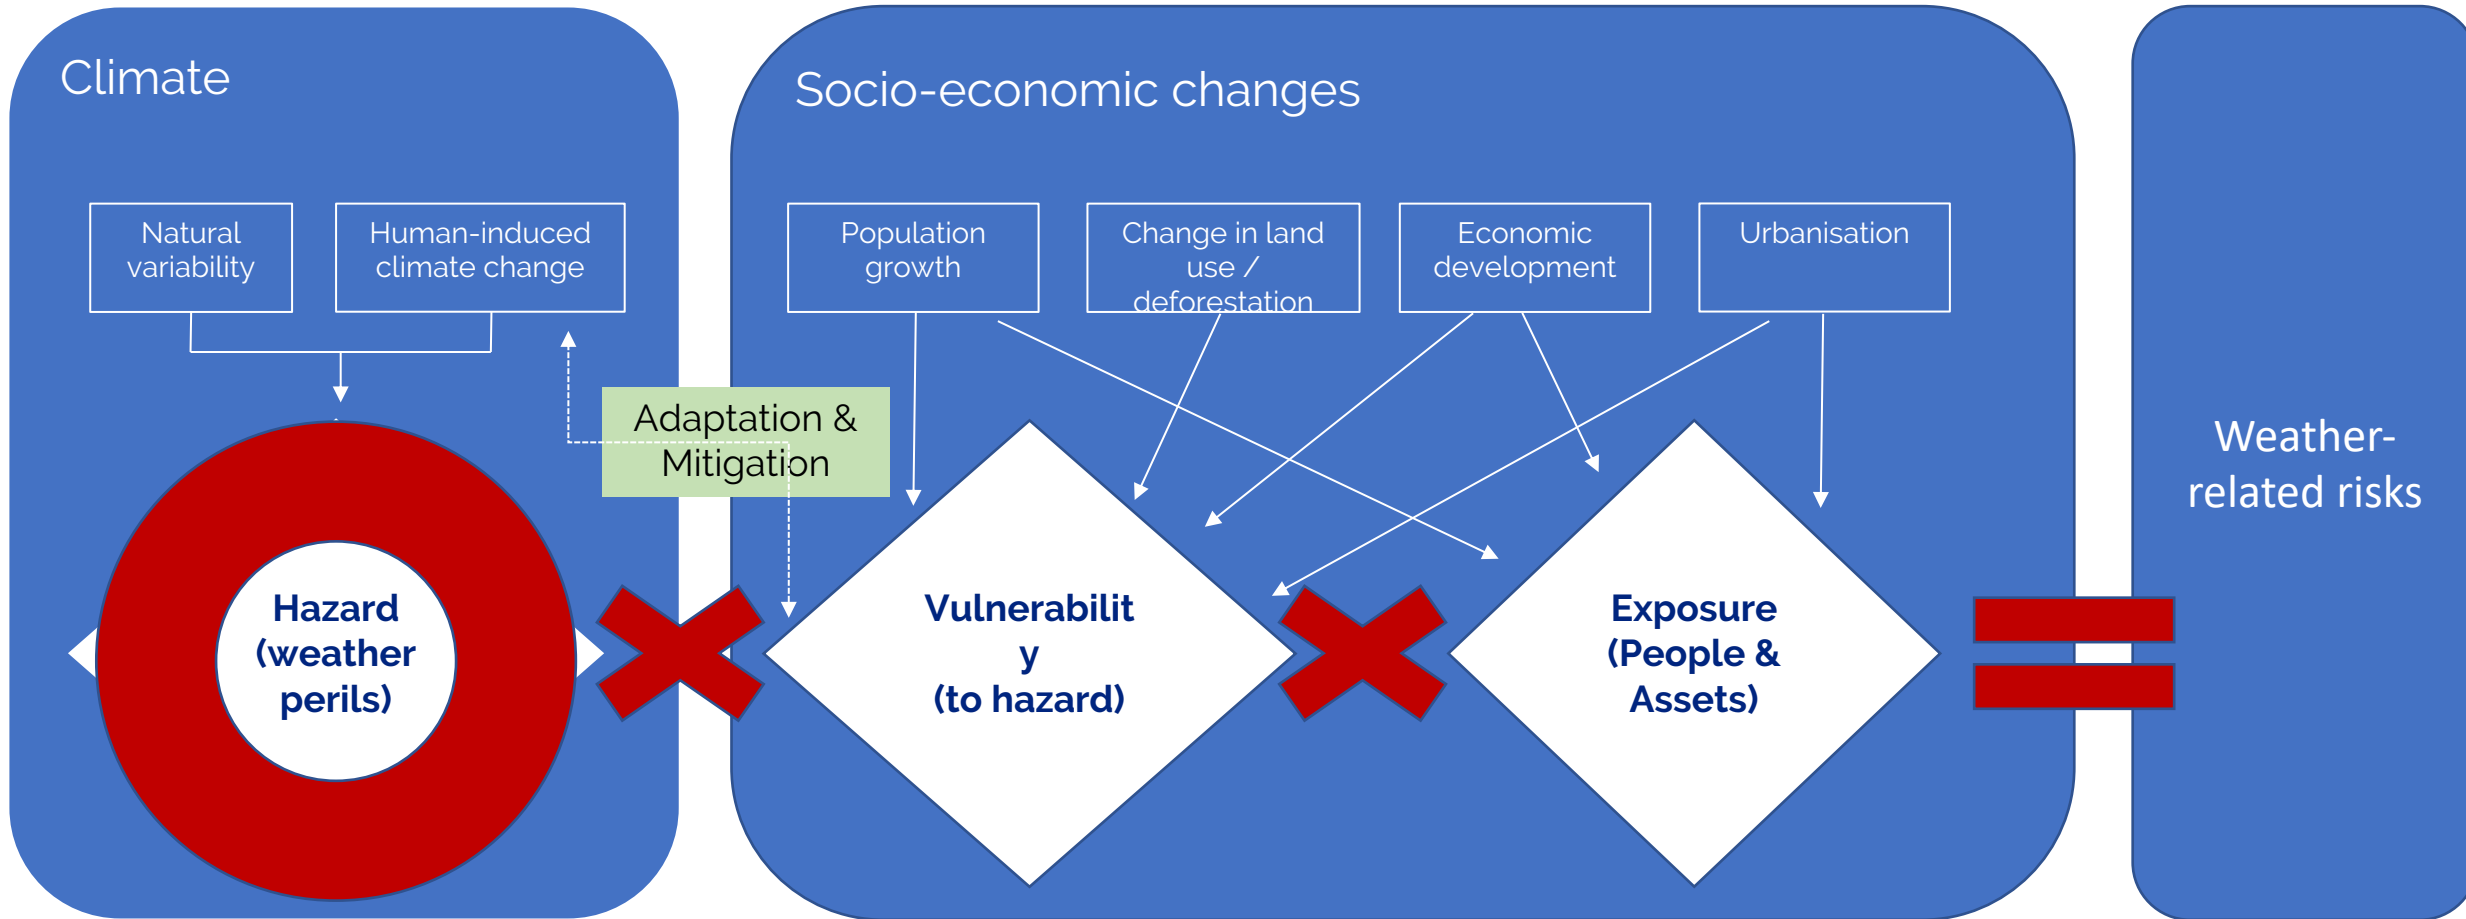 Climate
Socio-economic changes
Natural
variability
Human-induced
climate change
Population
growth
Change in land
use /
deforestation
Economic
development
Urbanisation
Adaptation &
Mitigation
Hazard
(weather
perils)
Vulnerabilit
y
(to hazard)
Exposure
(People &
Assets)
Weather-
related risks